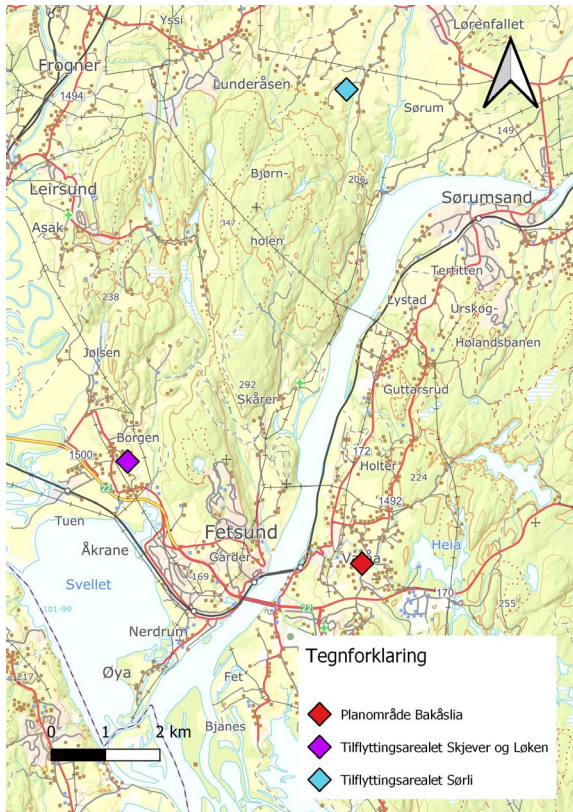 Yssi
Lørenfallet
Frogner
Lunderåsen
1494
Sørum
149
Leirsund
Bjørn-
206
Sørumsand
Asak
347
holen
Tertitten
238
Lystad
Urskog-
Hølandsbanen
Jølsen
292
Skårer
Guttarsrud
Borgen
172
1500
Holter
224
22
1492
Tuen
Fetsund
Åkrane
Garder
Heia
Svellet
169
170
101-99
22
255
Nerdrum
Øya
Fet
217
Bjanes
0 1 2 km
Tegnforklaring
Planområde Bakåslia
Tilflyttingsarealet Skjever og Løken
Tilflyttingsarealet Sørli